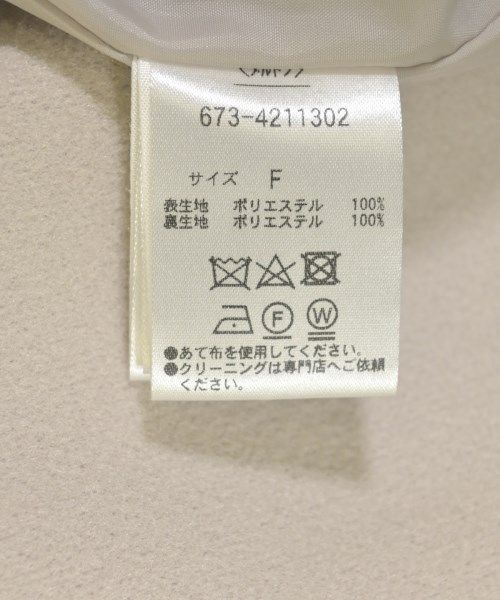 673-4211302
サイズ F
表生地 ポリエステル 100%
裏生地 ポリエステル 100%
F W
●あて布を使用してください。
●クリーニングは専門店へご依頼
ください。